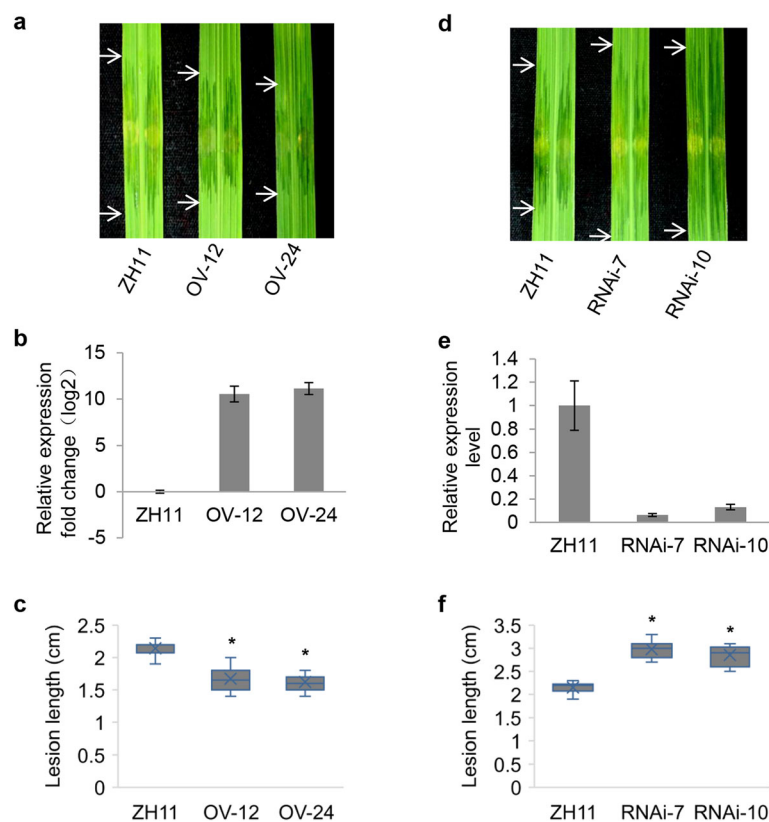 a
ZH11
OV-12
OV-24
b
Relative expression
fold change (log2)
15
10
5
0
-5
ZH11
OV-12
OV-24
c
Lesion length (cm)
2.5
2
1.5
1
0.5
0
*
*
ZH11
OV-12
OV-24
d
ZH11
RNAi-7
RNAi-10
e
Relative expression
level
1.4
1.2
1
0.8
0.6
0.4
0.2
0
ZH11
RNAi-7
RNAi-10
f
Lesion length (cm)
3.5
3
2.5
2
1.5
1
0.5
0
*
*
ZH11
RNAi-7
RNAi-10